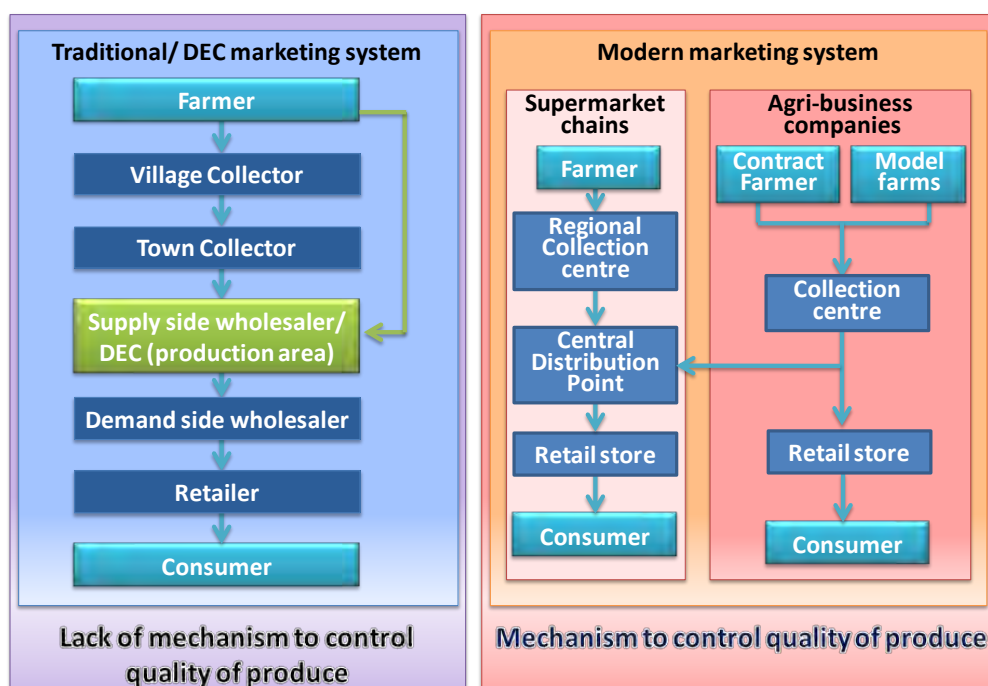 Traditional/ DEC marketing system
Farmer
Village Collector
Town Collector
Supply side wholesaler/
DEC (production area)
Demand side wholesaler
Retailer
Consumer
Lack of mechanism to control
quality of produce
Modern marketing system
Supermarket
chains
Farmer
Regional
Collection
centre
Central
Distribution
Point
Retail store
Consumer
Agri-business
companies
Contract
Farmer
Model
farms
Collection
centre
Retail store
Consumer
Mechanism to control quality of produce